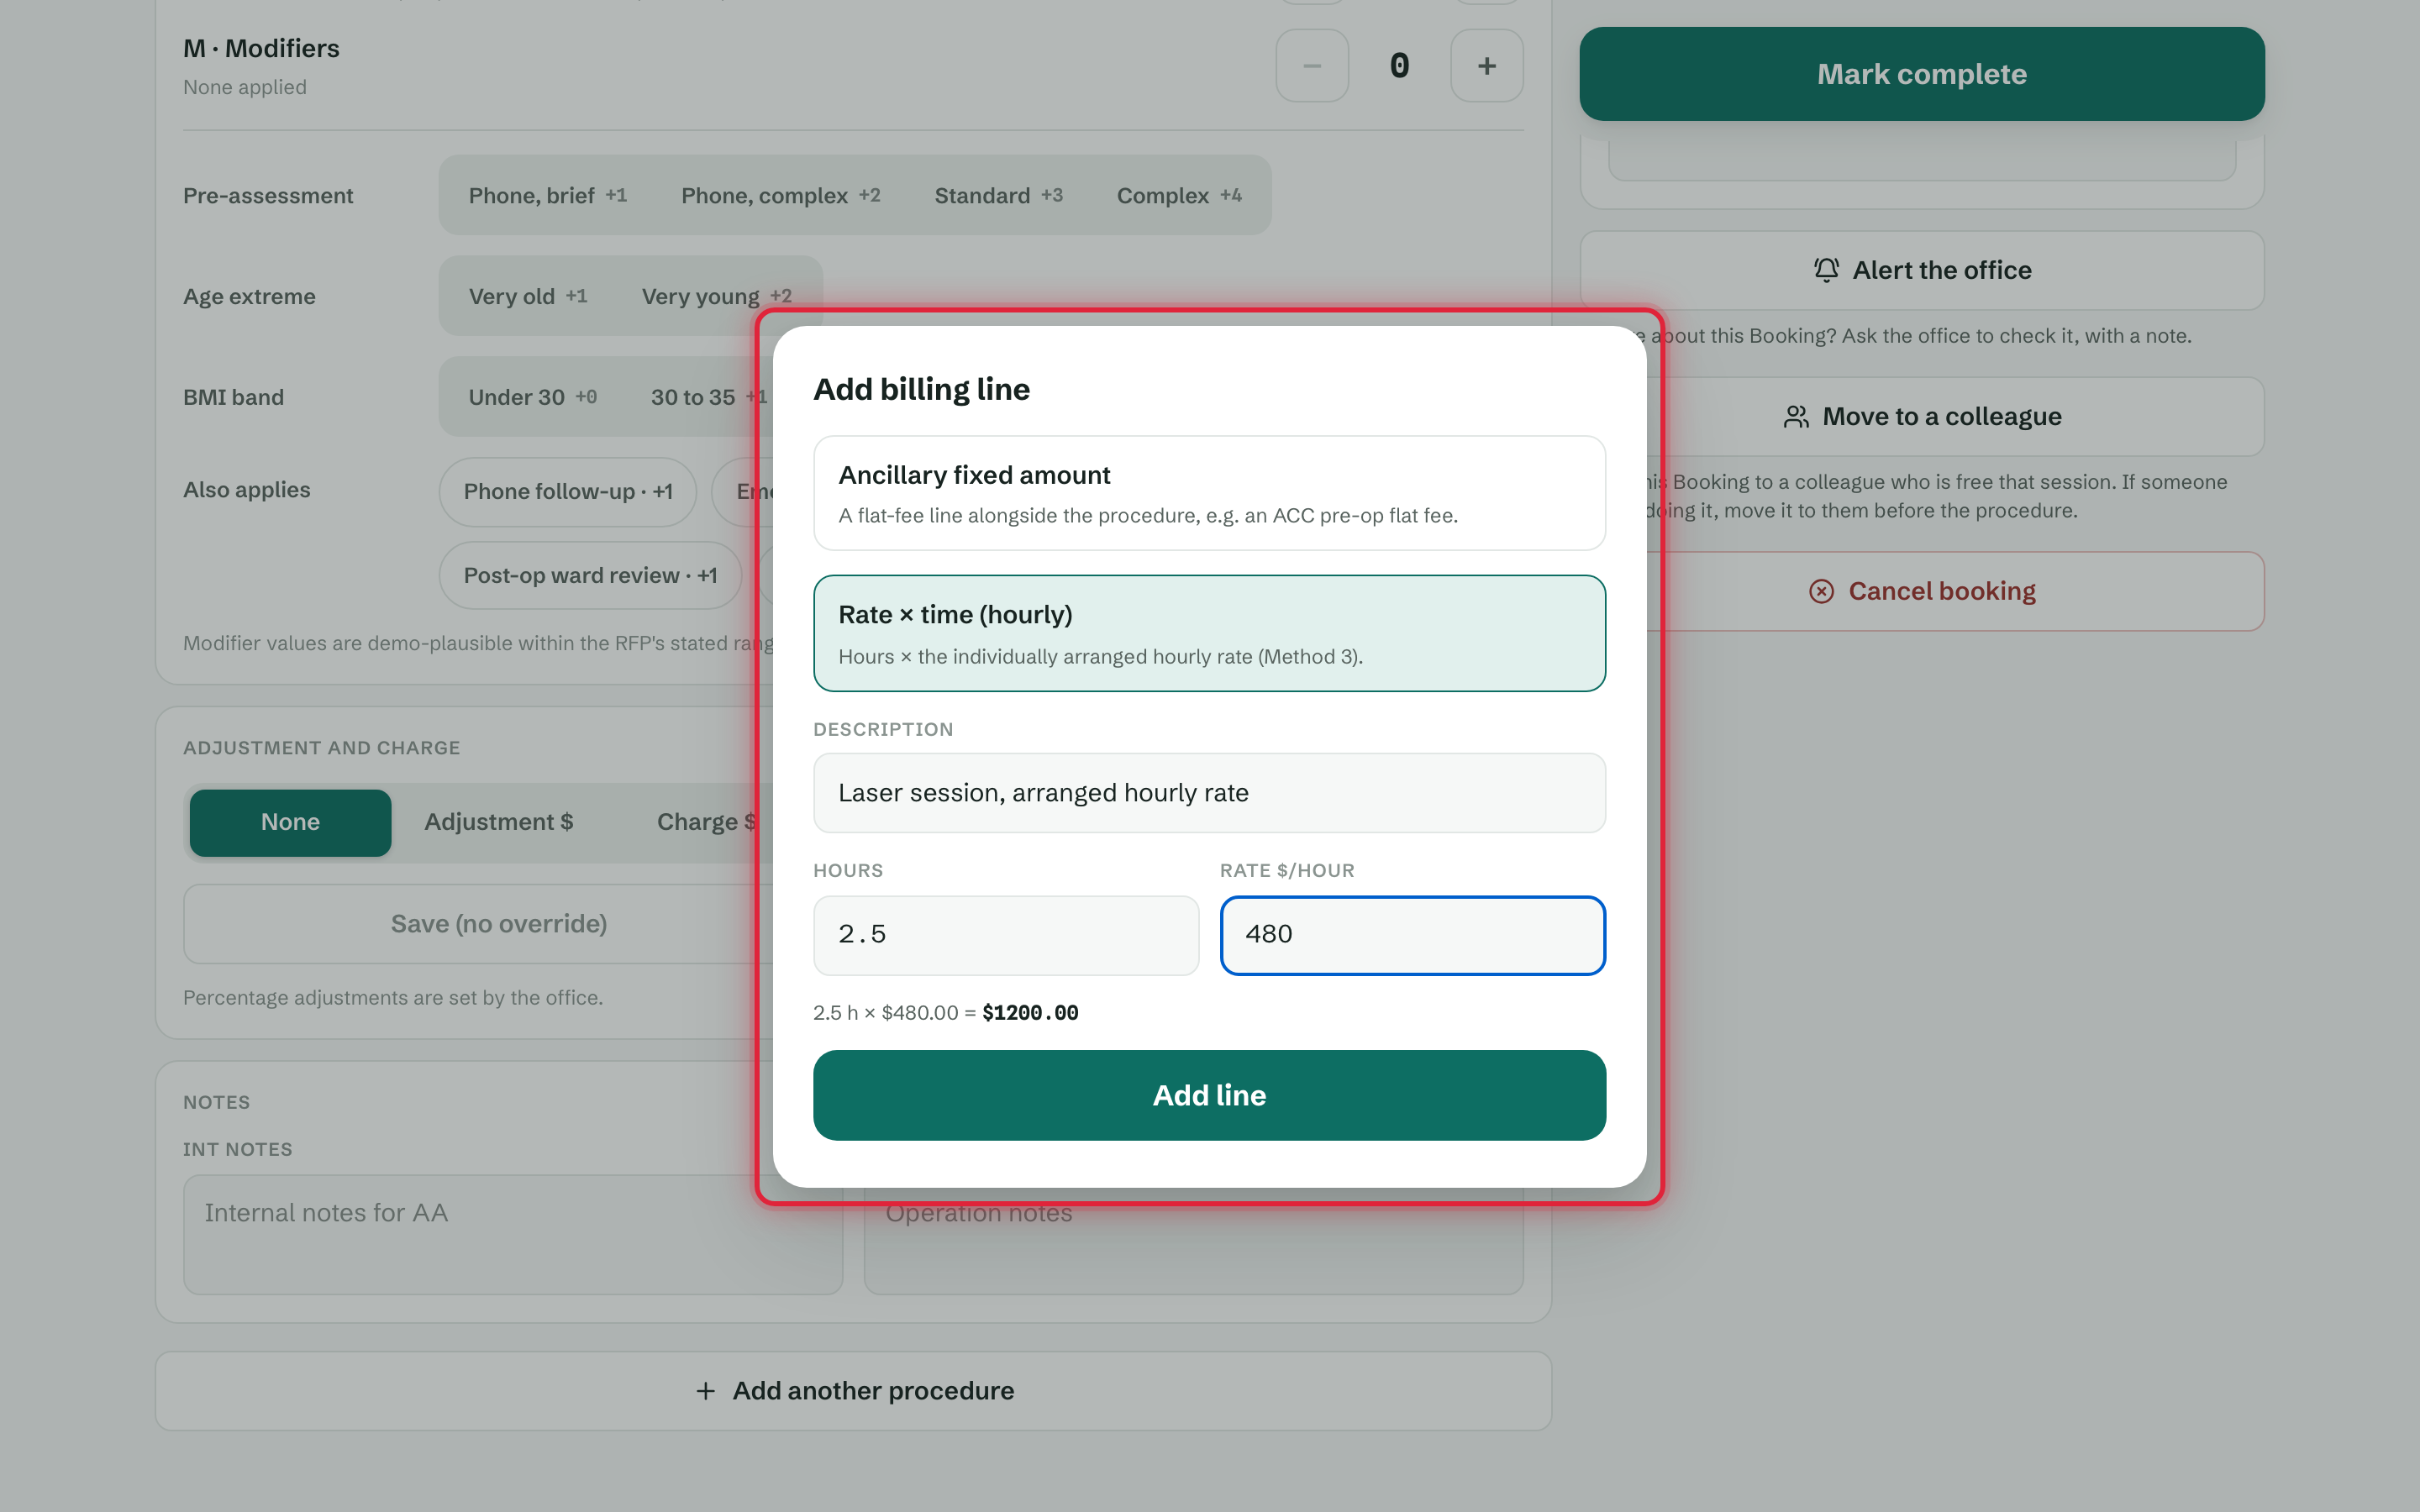 M · Modifiers
None applied
− 0 +
Pre-assessment
Phone, brief +1 Phone, complex +2 Standard +3 Complex +4
Age extreme
Very old +1 Very young +2
BMI band
Under 30 +0 30 to 35 +1
Also applies
Phone follow-up · +1
Post-op ward review · +1
Modifier values are demo-plausible within the RFP's stated
ADJUSTMENT AND CHARGE
None Adjustment $ Charge $
Save (no override)
Percentage adjustments are set by the office.
NOTES
INT NOTES
Internal notes for AA
Operation notes
+ Add another procedure
Add billing line
Ancillary fixed amount
A flat-fee line alongside the procedure, e.g. an ACC pre-op flat fee.
Rate × time (hourly)
Hours × the individually arranged hourly rate (Method 3).
DESCRIPTION
Laser session, arranged hourly rate
HOURS
2.5
RATE $/HOUR
480
2.5 h × $480.00 = $1200.00
Add line
Mark complete
Alert the office
about this Booking? Ask the office to check it, with a note.
Move to a colleague
Booking to a colleague who is free that session. If someone
doing it, move it to them before the procedure.
Cancel booking